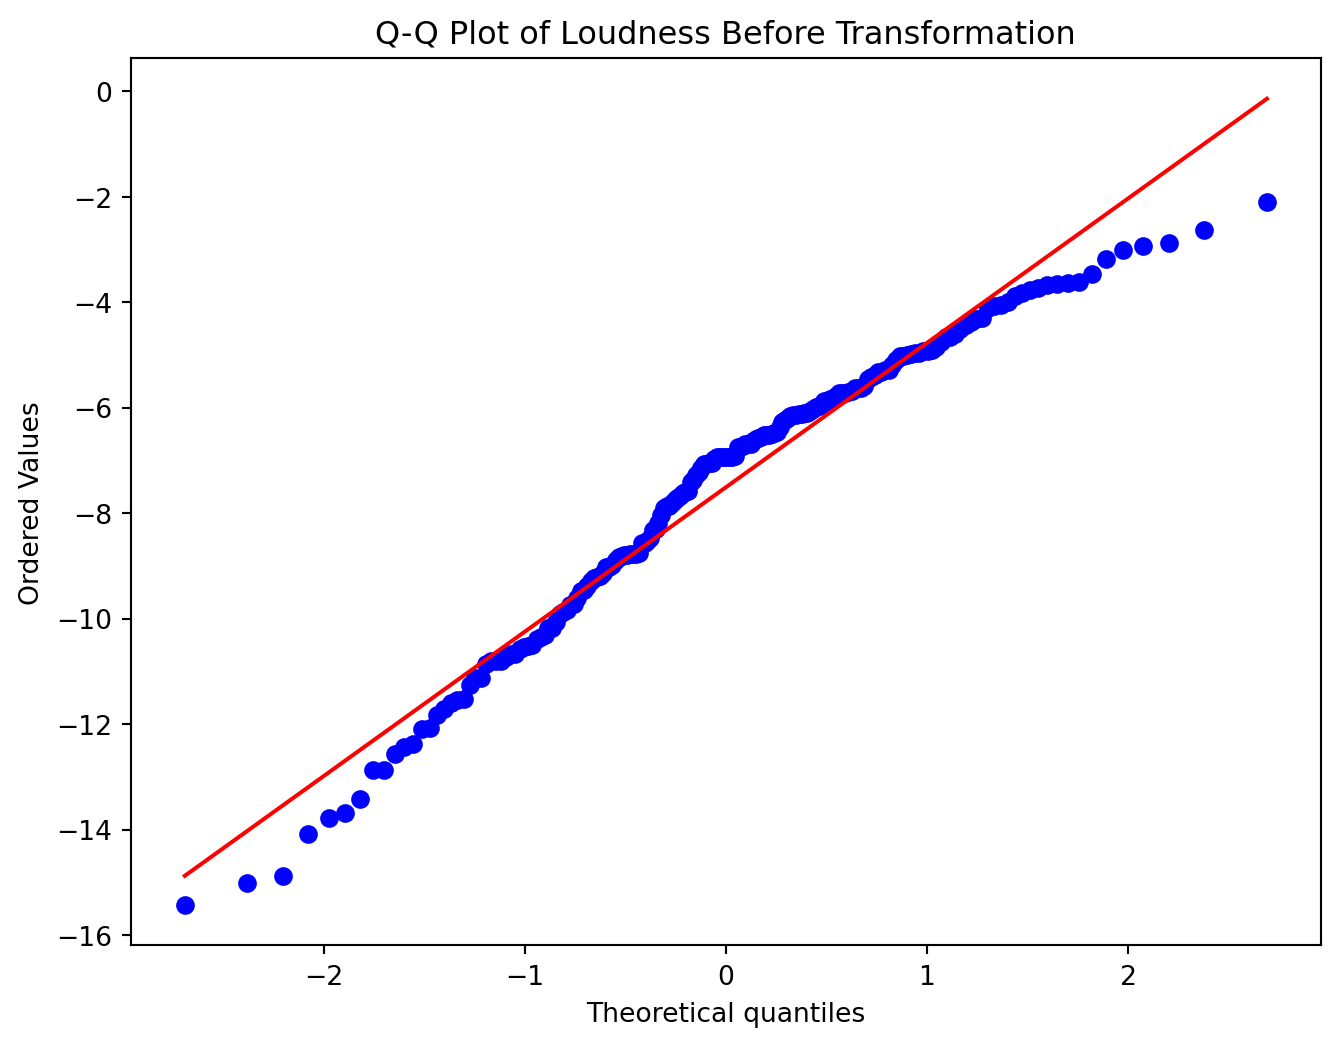 Q-Q Plot of Loudness Before Transformation
0
−2
−4
−6
−8
−10
−12
−14
−16
Ordered Values
−2 −1 0 1 2
Theoretical quantiles